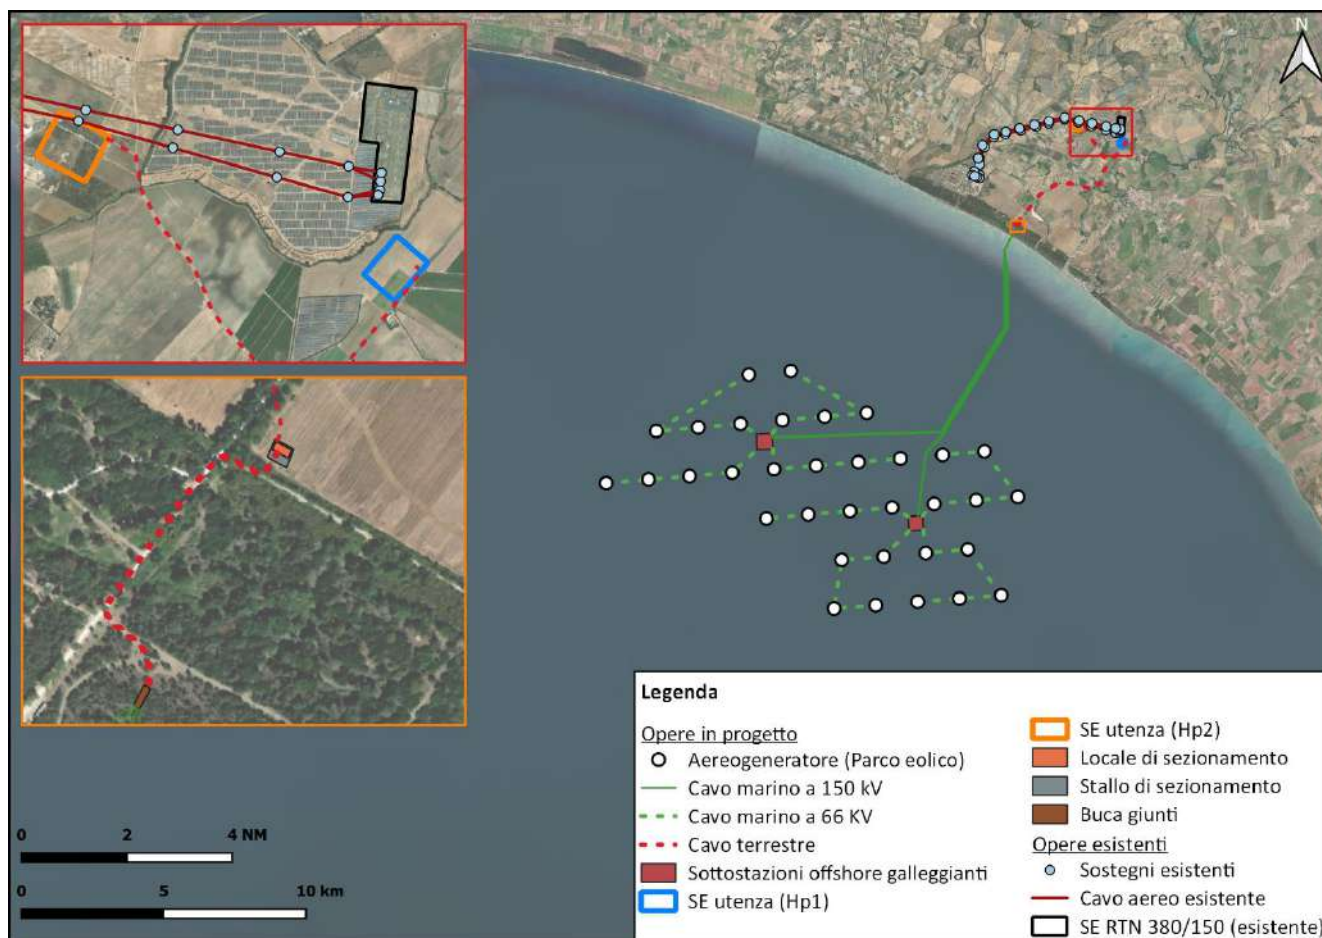 N
Legenda
Opere in progetto
Aereogeneratore (Parco eolico)
Cavo marino a 150 kV
Cavo marino a 66 KV
Cavo terrestre
Sottostazioni offshore galleggianti
SE utenza (Hp1)
SE utenza (Hp2)
Locale di sezionamento
Stallo di sezionamento
Buca giunti
Opere esistenti
Sostegni esistenti
Cavo aereo esistente
SE RTN 380/150 (esistente)
0 2 4 NM
0 5 10 km